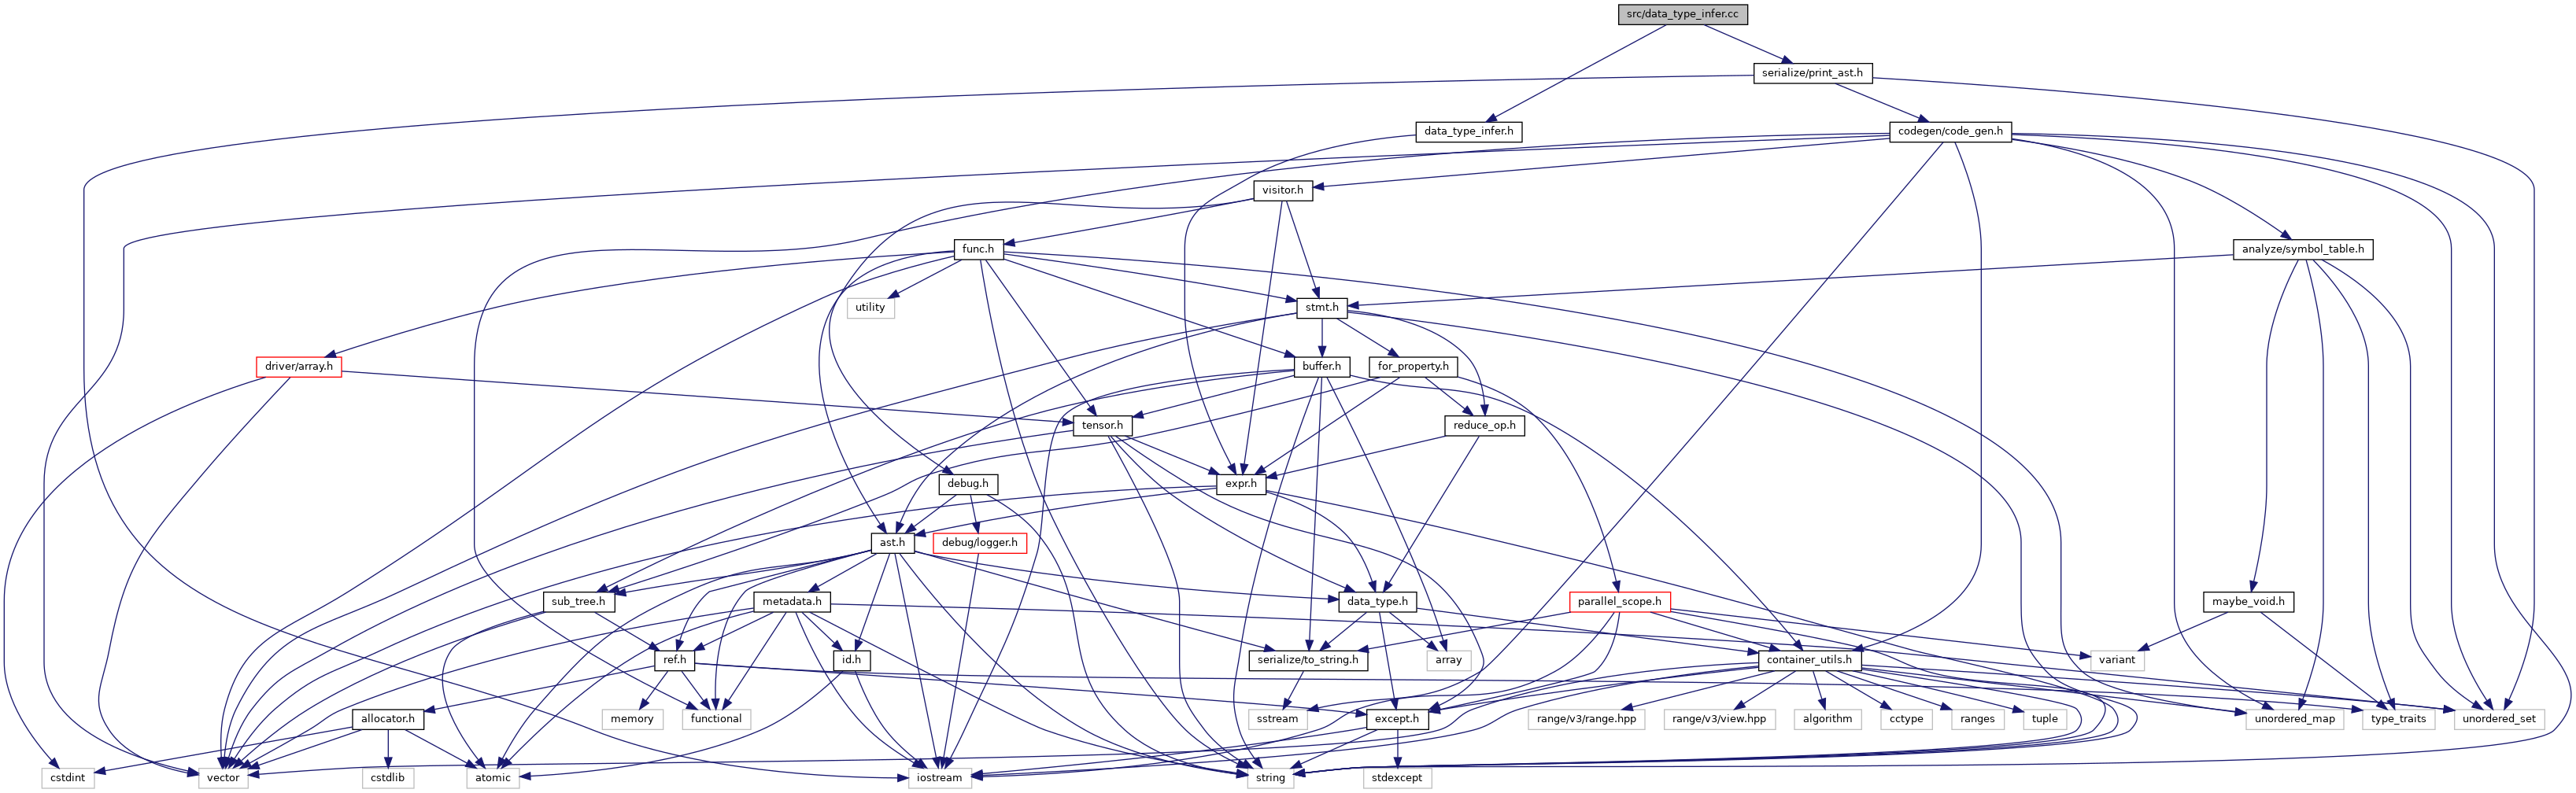 src/data_type_infer.cc
serialize/print_ast.h
data_type_infer.h
codegen/code_gen.h
visitor.h
func.h
analyze/symbol_table.h
utility
stmt.h
driver/array.h
buffer.h
for_property.h
tensor.h
reduce_op.h
debug.h
expr.h
ast.h
debug/logger.h
sub_tree.h
metadata.h
data_type.h
parallel_scope.h
maybe_void.h
ref.h
id.h
serialize/to_string.h
array
container_utils.h
variant
allocator.h
memory
functional
sstream
except.h
range/v3/range.hpp
range/v3/view.hpp
algorithm
cctype
ranges
tuple
unordered_map
type_traits
unordered_set
cstdint
vector
cstdlib
atomic
iostream
string
stdexcept